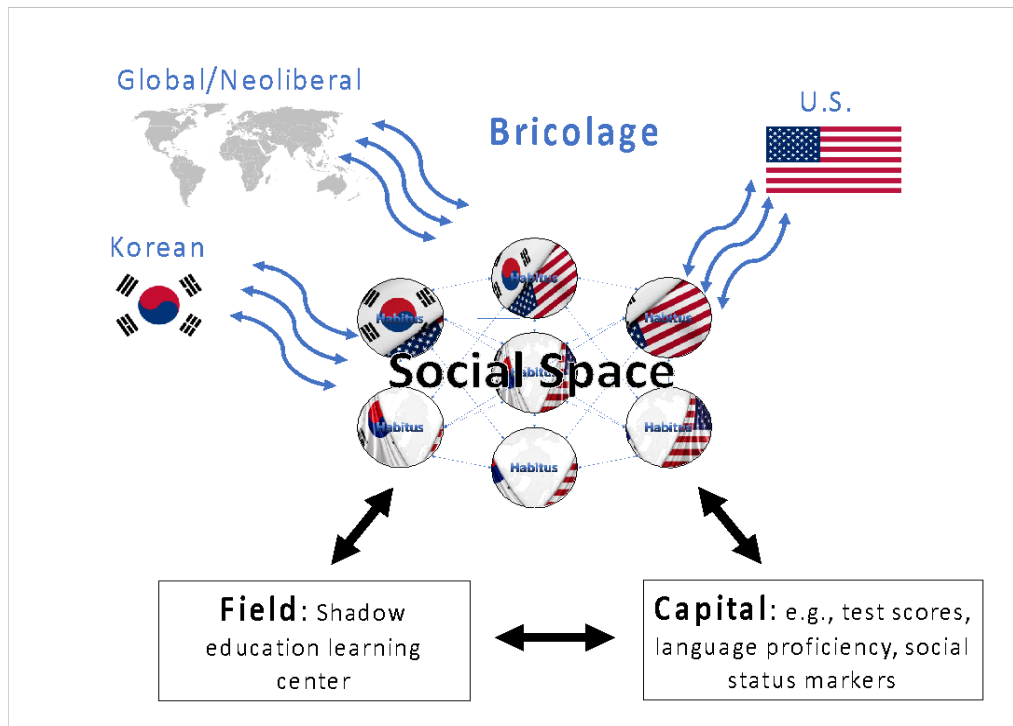 Global/Neoliberal
U.S.
Bricolage
Korean
Habitus
Habitus
Habitus
Habitus
Social Space
Habitus
Habitus
Habitus
Field: Shadow
education learning
center
Capital: e.g., test scores,
language proficiency, social
status markers